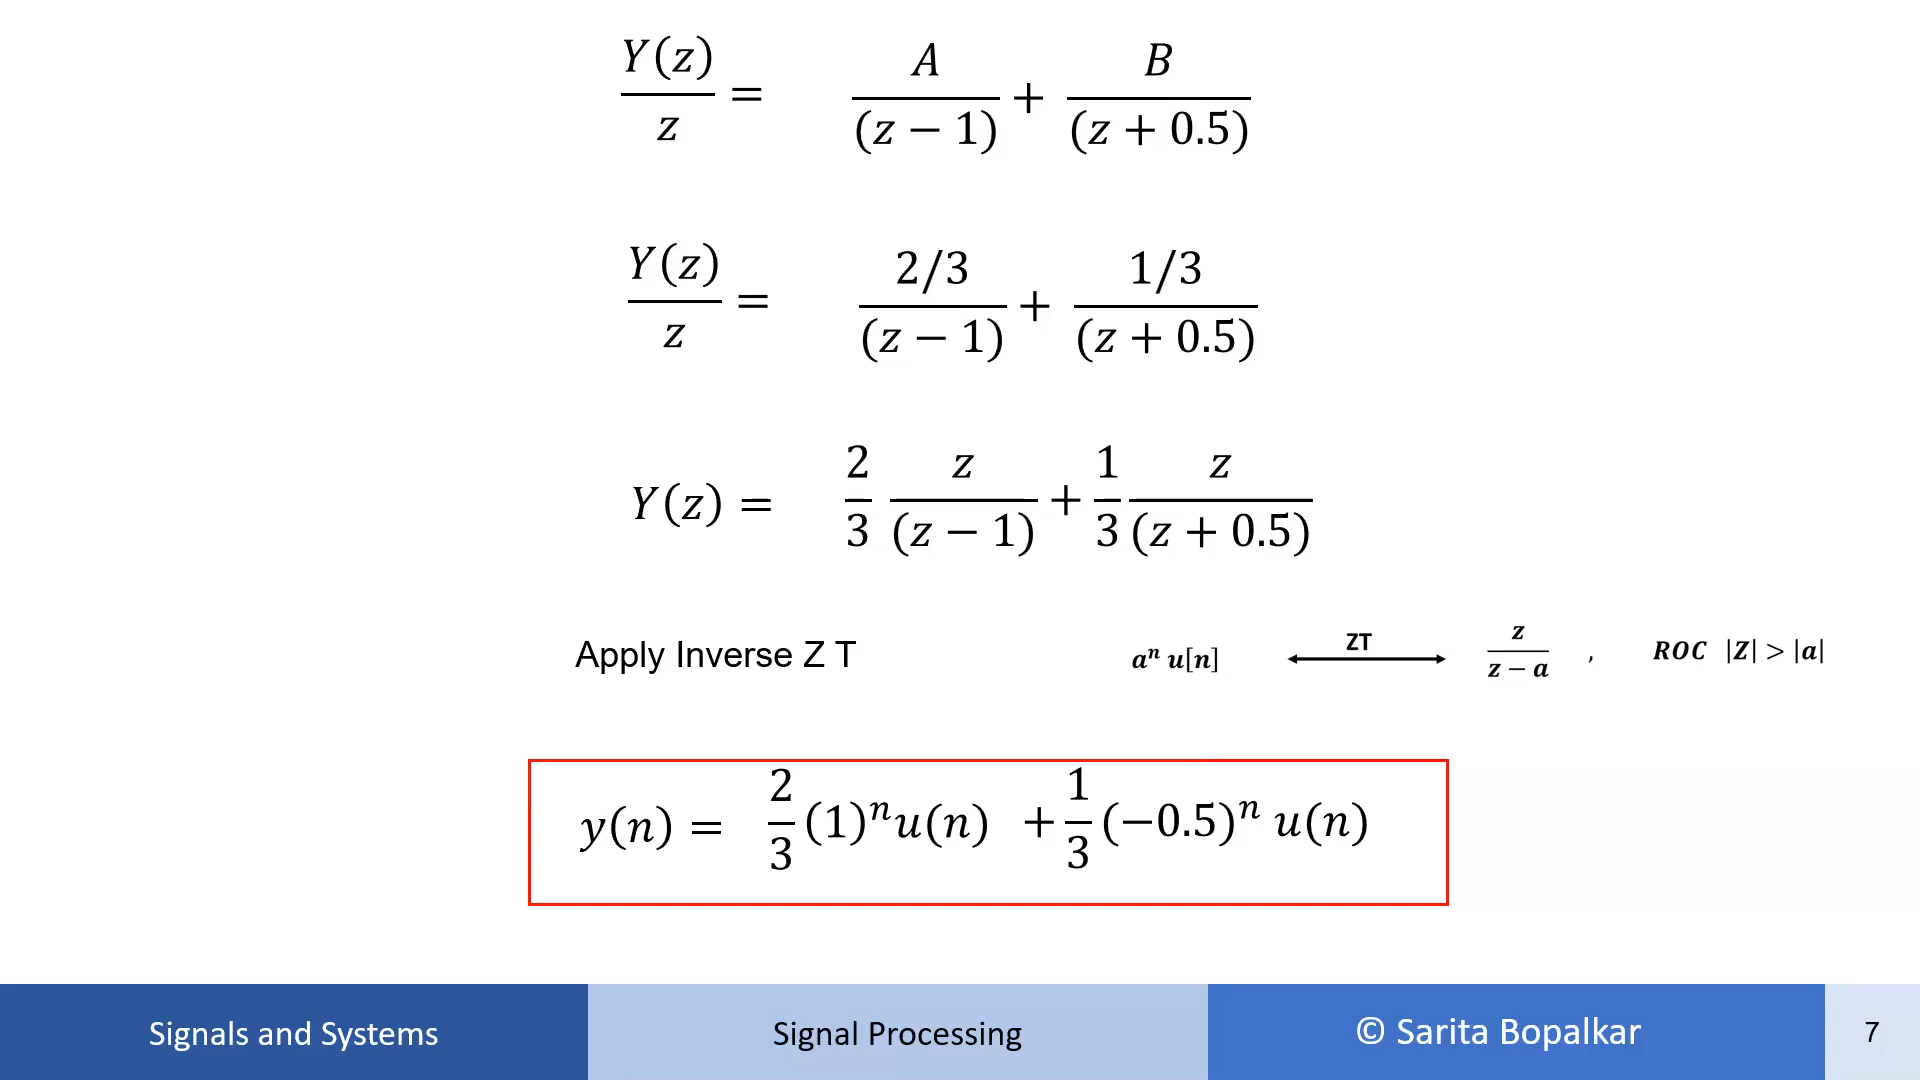 Y(z)/z = A/(z − 1) + B/(z + 0.5)
Y(z)/z = 2/3/(z − 1) + 1/3/(z + 0.5)
Y(z) = 2/3 z/(z − 1) + 1/3 z/(z + 0.5)
Apply Inverse Z T aⁿ u[n] ZT z/z − a , ROC |Z| > |a|
y(n) = 2/3 (1)ⁿu(n) + 1/3 (−0.5)ⁿ u(n)
Signals and Systems Signal Processing © Sarita Bopalkar 7